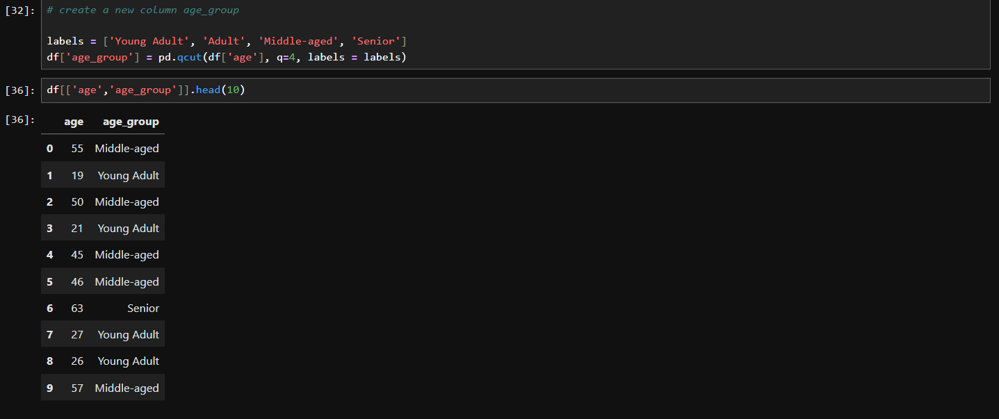 [32]: # create a new column age_group
labels = ['Young Adult', 'Adult', 'Middle-aged', 'Senior']
df['age_group'] = pd.qcut(df['age'], q=4, labels = labels)
[36]: df[['age','age_group']].head(10)
[36]: age age_group
0 55 Middle-aged
1 19 Young Adult
2 50 Middle-aged
3 21 Young Adult
4 45 Middle-aged
5 46 Middle-aged
6 63 Senior
7 27 Young Adult
8 26 Young Adult
9 57 Middle-aged